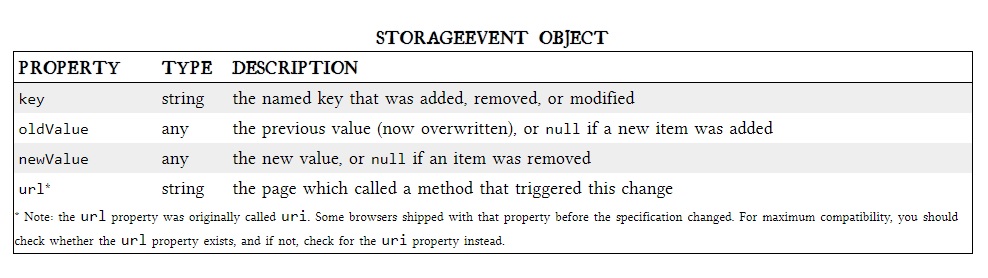 STORAGEEVENT OBJECT
PROPERTY TYPE DESCRIPTION
key string the named key that was added, removed, or modified
oldValue any the previous value (now overwritten), or null if a new item was added
newValue any the new value, or null if an item was removed
url* string the page which called a method that triggered this change
* Note: the url property was originally called uri. Some browsers shipped with that property before the specification changed. For maximum compatibility, you should
check whether the url property exists, and if not, check for the uri property instead.